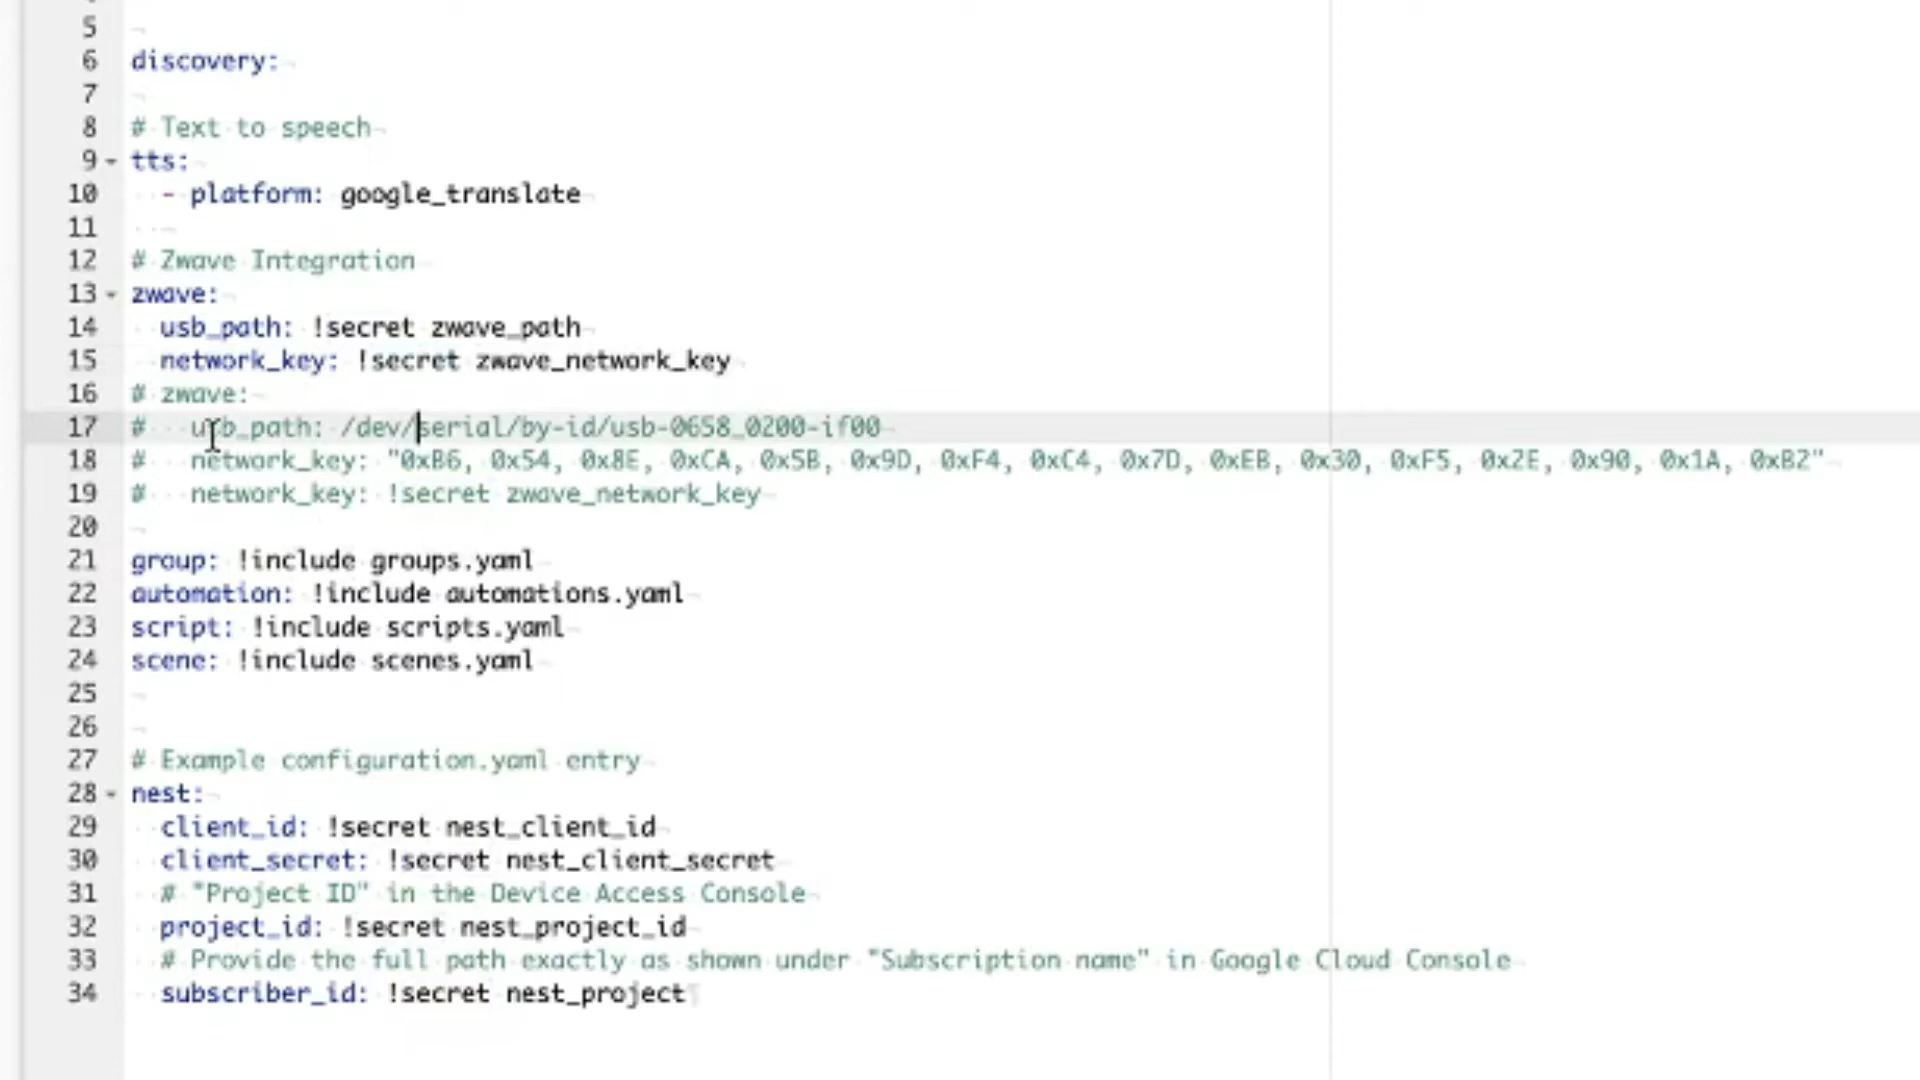 5
6 discovery:
7
8 # Text to speech
9 tts:
10 - platform: google_translate
11
12 # Zwave Integration
13 zwave:
14 usb_path: !secret zwave_path
15 network_key: !secret zwave_network_key
16 # zwave:
17 # usb_path: /dev/serial/by-id/usb-0658_0200-if00
18 # network_key: "0xB6, 0x54, 0x8E, 0xCA, 0x5B, 0x9D, 0xF4, 0xC4, 0x7D, 0xEB, 0x30, 0xF5, 0x2E, 0x90, 0x1A, 0xB2"
19 # network_key: !secret zwave_network_key
20
21 group: !include groups.yaml
22 automation: !include automations.yaml
23 script: !include scripts.yaml
24 scene: !include scenes.yaml
25
26
27 # Example configuration.yaml entry
28 nest:
29 client_id: !secret nest_client_id
30 client_secret: !secret nest_client_secret
31 # "Project ID" in the Device Access Console
32 project_id: !secret nest_project_id
33 # Provide the full path exactly as shown under "Subscription name" in Google Cloud Console
34 subscriber_id: !secret nest_project